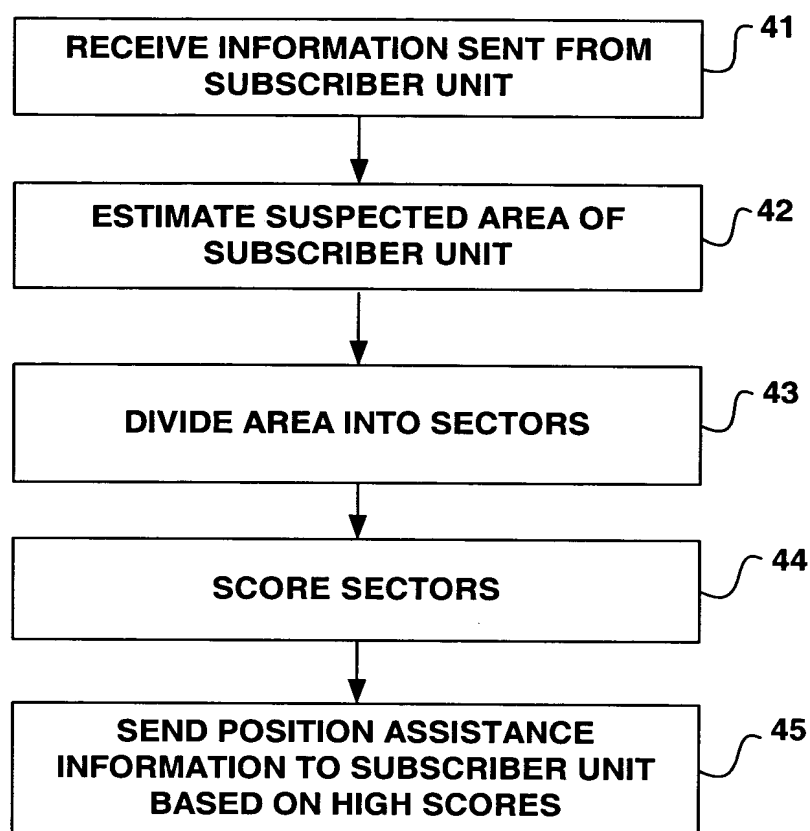 RECEIVE INFORMATION SENT FROM
SUBSCRIBER UNIT
41
ESTIMATE SUSPECTED AREA OF
SUBSCRIBER UNIT
42
DIVIDE AREA INTO SECTORS
43
SCORE SECTORS
44
SEND POSITION ASSISTANCE
INFORMATION TO SUBSCRIBER UNIT
BASED ON HIGH SCORES
45